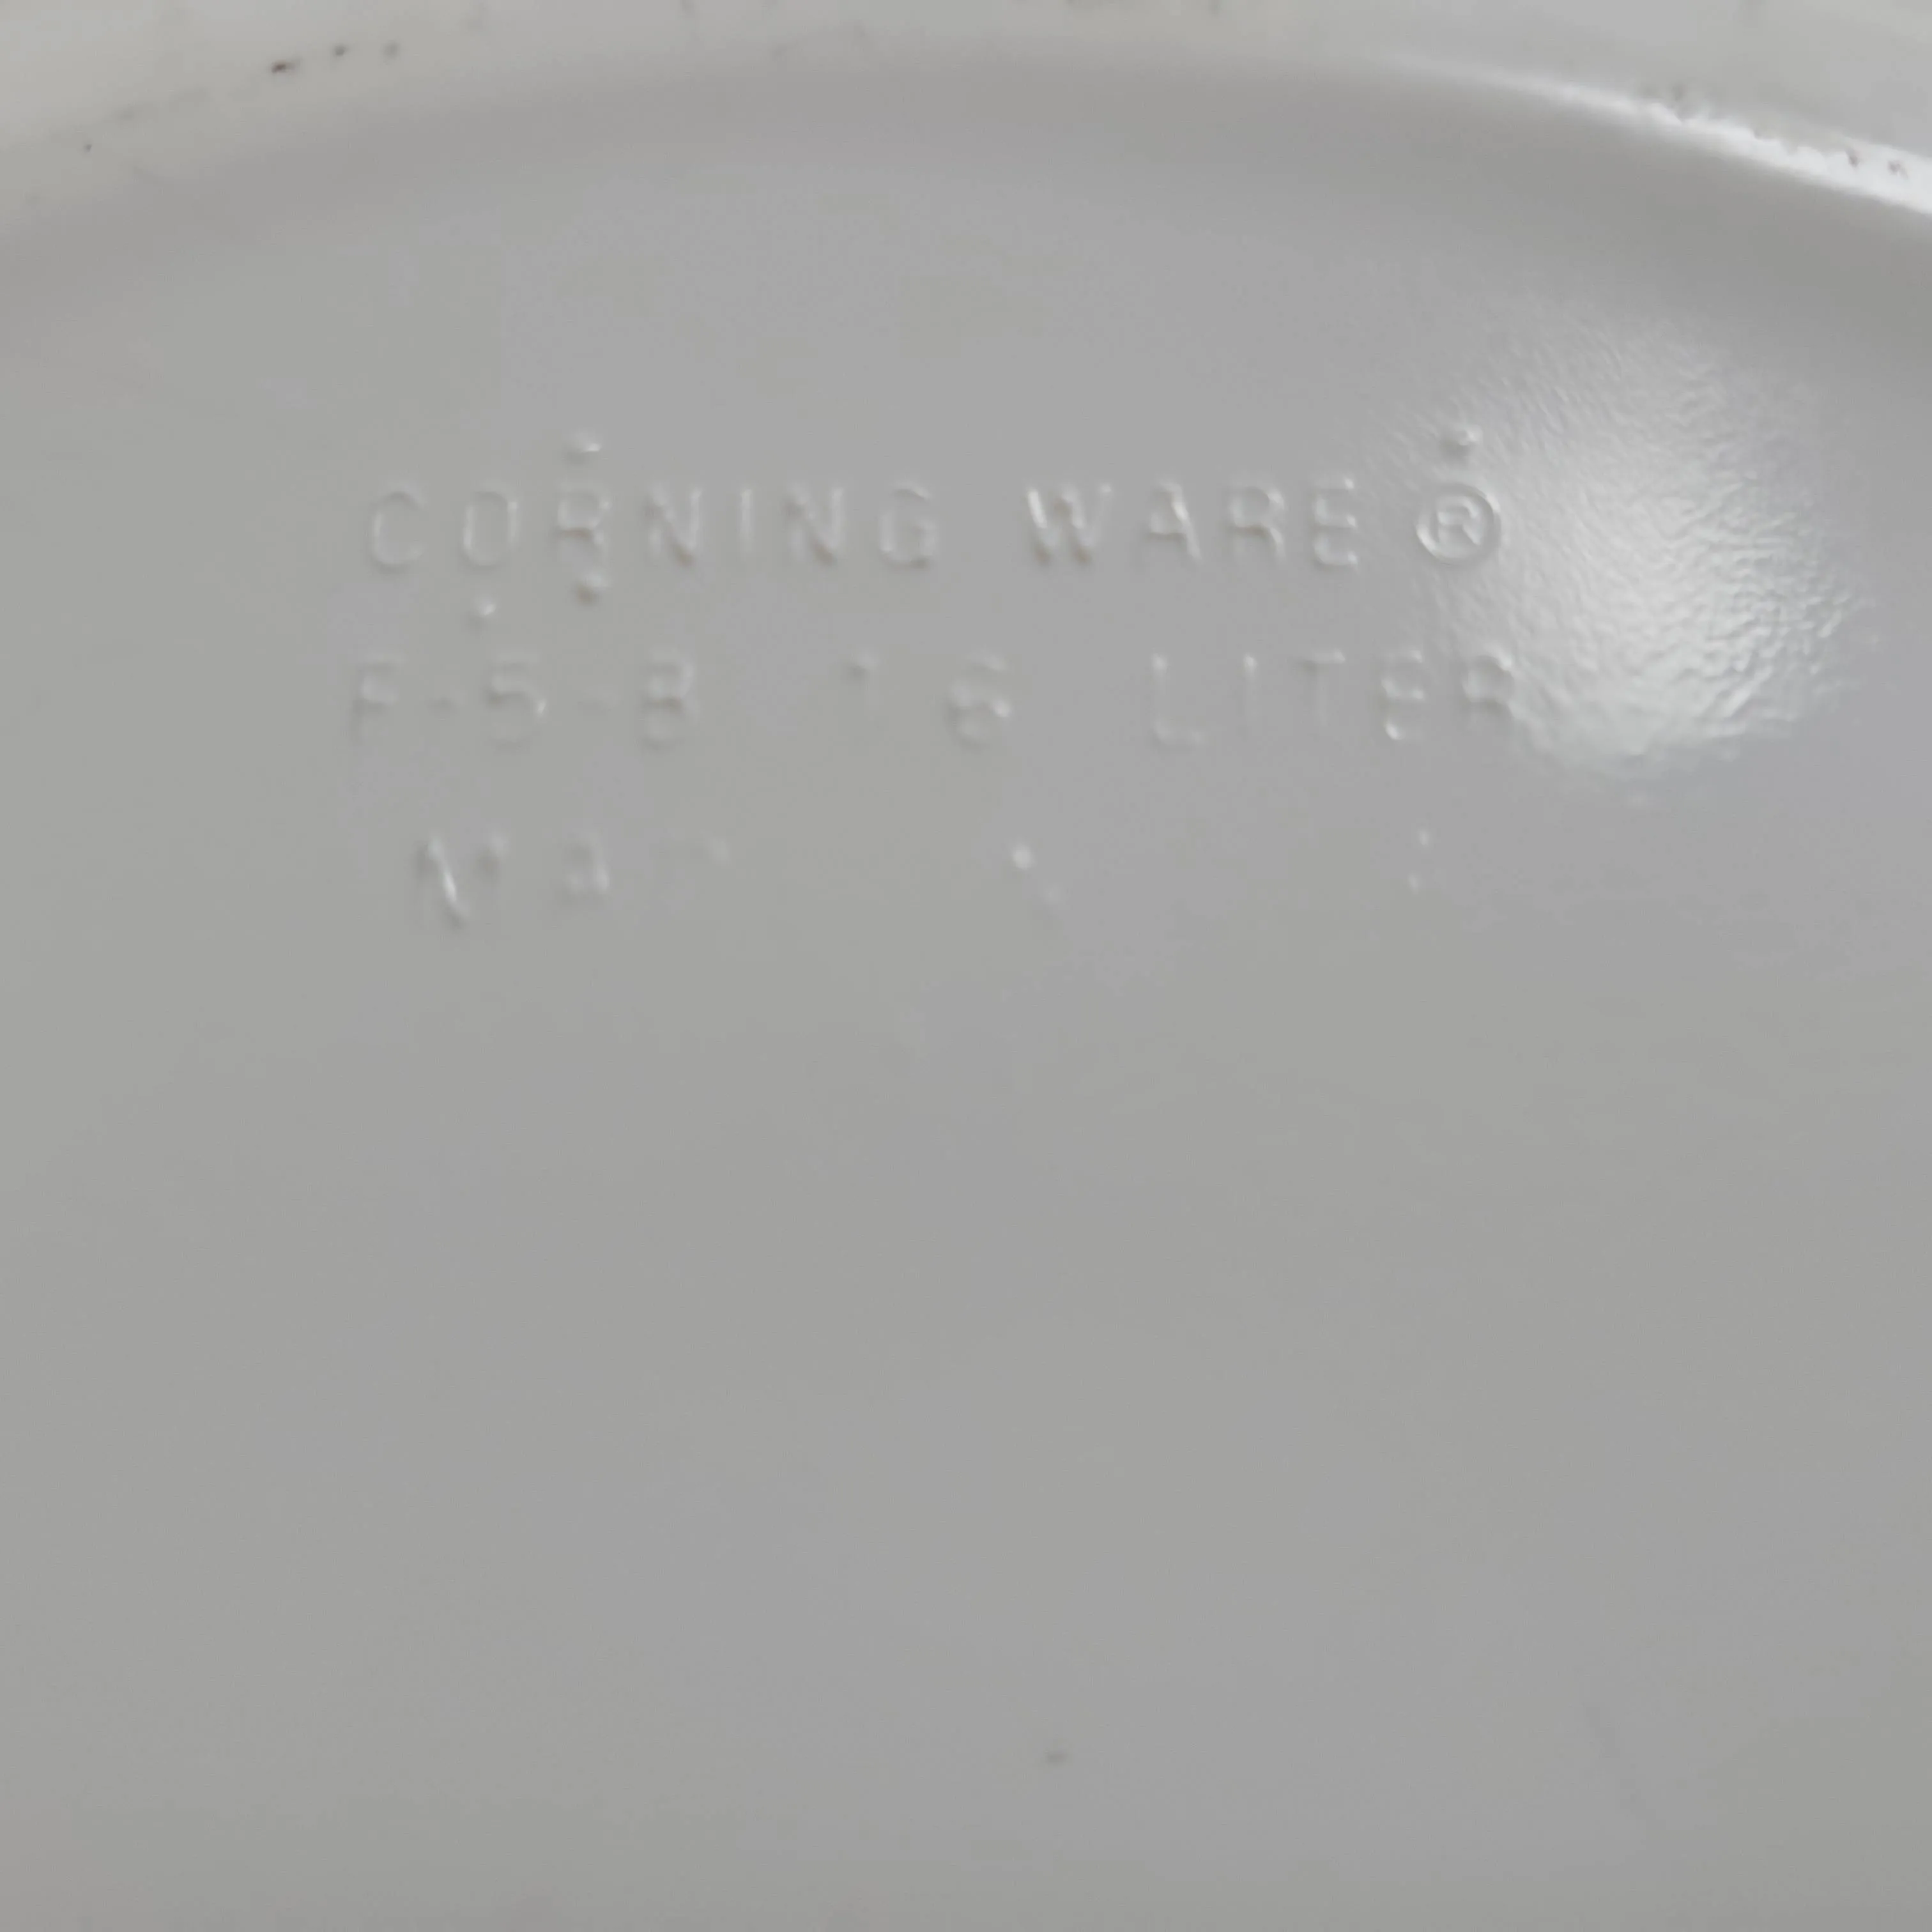 CORNING WARE ®
F-5-B 1 6 LITER